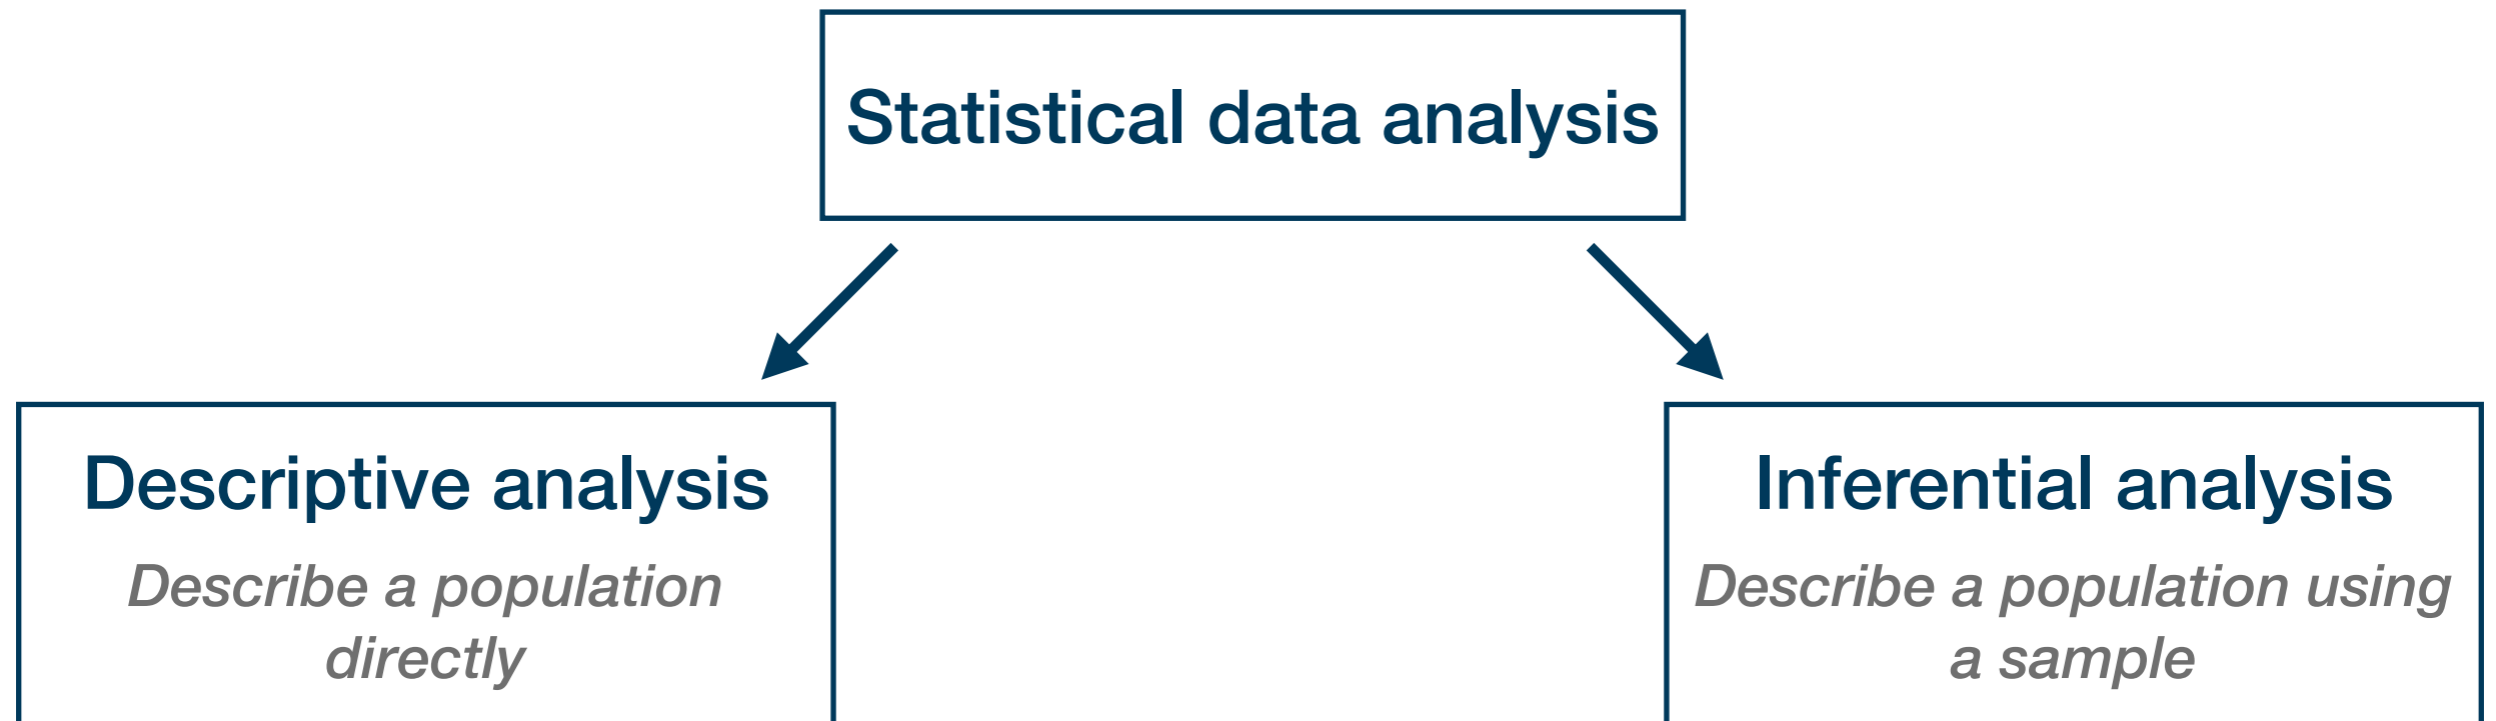 Statistical data analysis
Descriptive analysis
Describe a population
directly
Inferential analysis
Describe a population using
a sample